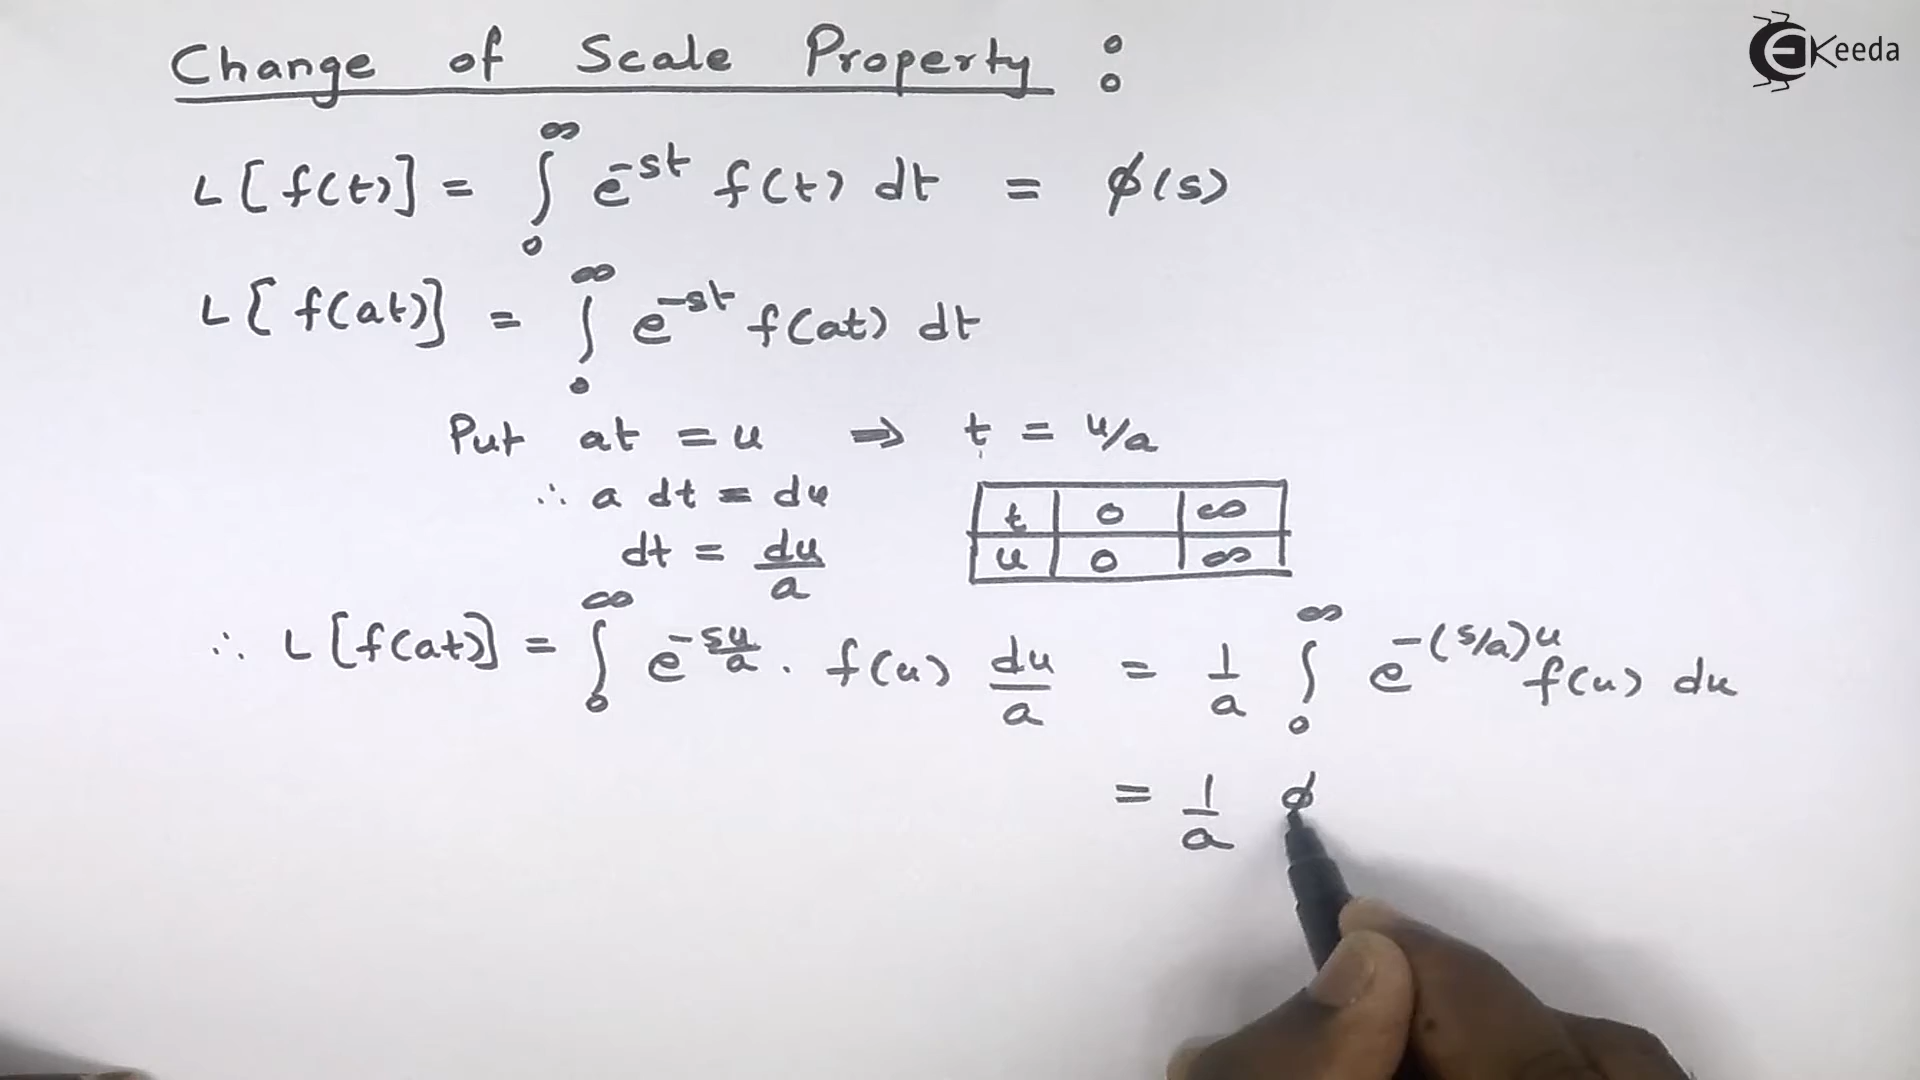 Change of Scale Property :
Keeda
L[f(t)] = ∫₀^∞ e^-st f(t) dt = ϕ(s)
L[f(at)] = ∫₀^∞ e^-st f(at) dt
Put at = u ⇒ t = u/a
∴ a dt = du
t 0 ∞
dt = du/a
u 0 ∞
∴ L[f(at)] = ∫₀^∞ e^-su/a . f(u) du/a = 1/a ∫₀^∞ e^-(s/a)u f(u) du
= 1/a ϕ